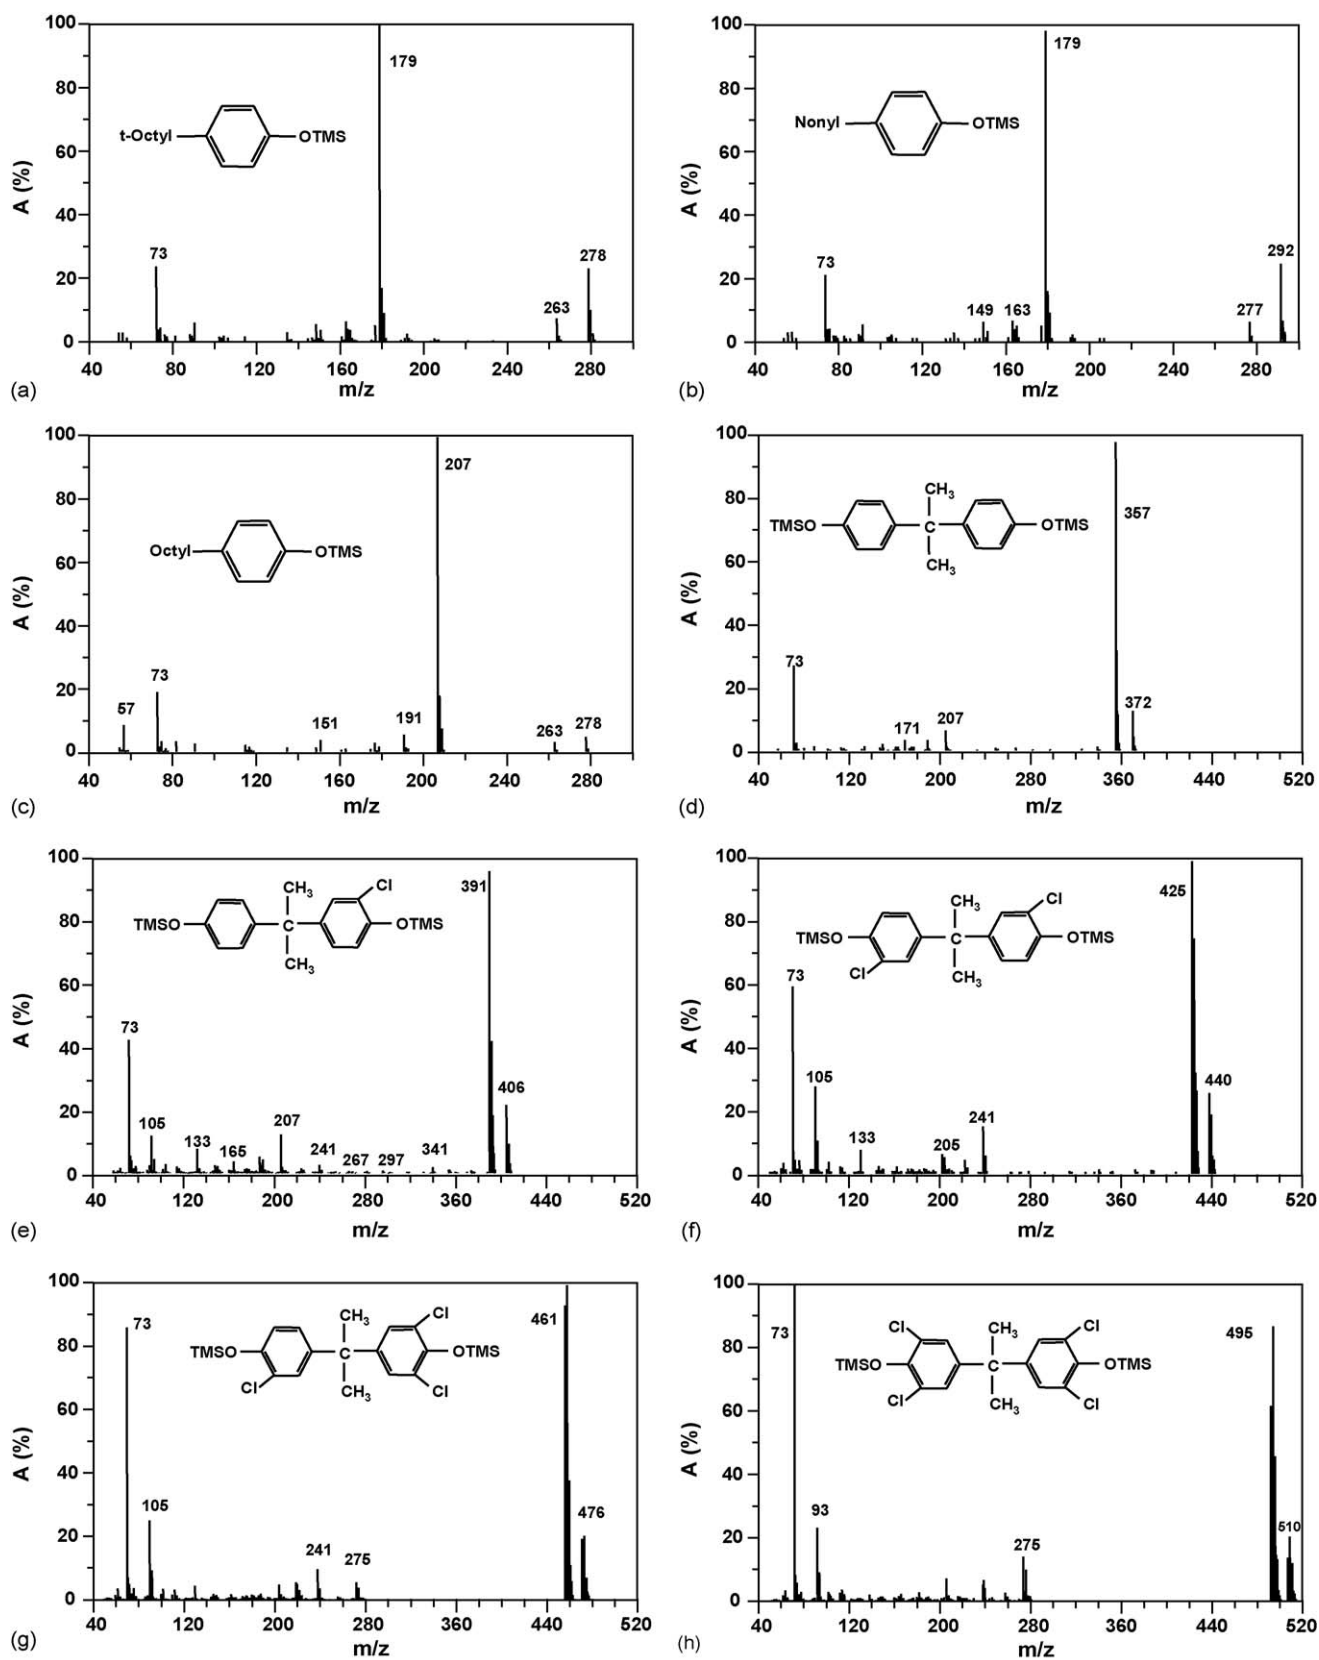 100
80
60
40
20
0
A (%)
179
t-Octyl
OTMS
73
263
278
40 120 160 200 240 280
m/z
(a)
100
80
60
40
20
0
A (%)
179
Nonyl
OTMS
73
149
163
277
292
40 80 120 160 200 240 280
m/z
(b)
100
80
60
40
20
0
A (%)
207
Octyl
OTMS
57
73
151
191
263
278
40 80 120 160 200 240 280
m/z
(c)
100
80
60
40
20
0
A (%)
CH3
TMSO
C
OTMS
CH3
357
73
171
207
372
40 120 200 280 360 440 520
m/z
(d)
100
80
60
40
20
0
A (%)
CH3
Cl
TMSO
C
OTMS
CH3
391
73
105
133
165
207
241
267
297
341
406
40 120 200 280 360 440 520
m/z
(e)
100
80
60
40
20
0
A (%)
CH3
Cl
TMSO
C
OTMS
Cl
CH3
425
73
105
133
205
241
440
40 120 200 280 360 440 520
m/z
(f)
100
80
60
40
20
0
A (%)
73
CH3
Cl
TMSO
C
OTMS
Cl
CH3
Cl
461
105
241
275
476
40 120 200 280 360 440 520
m/z
(g)
100
80
60
40
20
0
A (%)
73
Cl
CH3
Cl
TMSO
C
OTMS
Cl
CH3
Cl
495
93
275
510
40 120 200 280 360 440 520
m/z
(h)